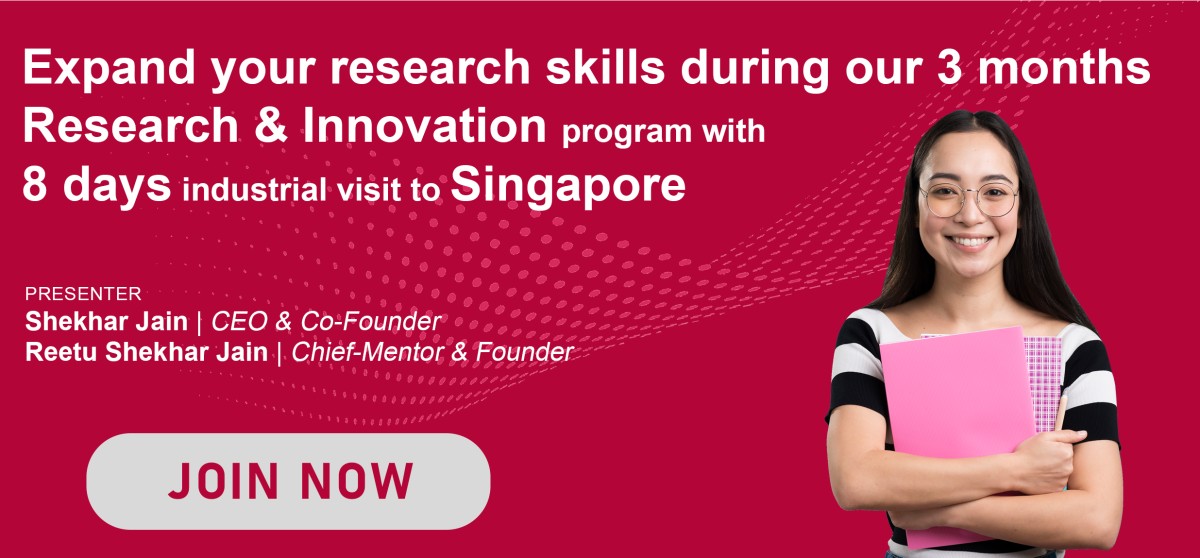 Expand your research skills during our 3 months
Research & Innovation program with
8 days industrial visit to Singapore
PRESENTER
Shekhar Jain | CEO & Co-Founder
Reetu Shekhar Jain | Chief-Mentor & Founder
JOIN NOW